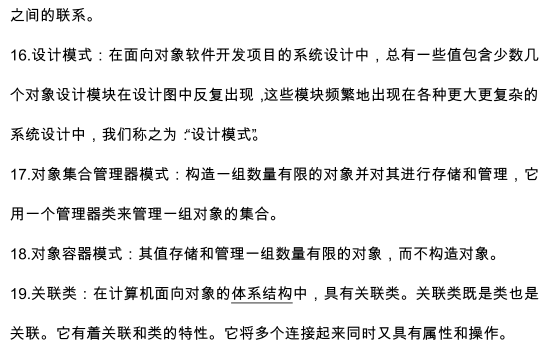 之间的联系。
16.设计模式：在面向对象软件开发项目的系统设计中，总有一些值包含少数几
个对象设计模块在设计图中反复出现，这些模块频繁地出现在各种更大更复杂的
系统设计中，我们称之为：“设计模式”。
17.对象集合管理器模式：构造一组数量有限的对象并对其进行存储和管理，它
用一个管理器类来管理一组对象的集合。
18.对象容器模式：其值存储和管理一组数量有限的对象，而不构造对象。
19.关联类：在计算机面向对象的体系结构中，具有关联类。关联类既是类也是
关联。它有着关联和类的特性。它将多个连接起来同时又具有属性和操作。